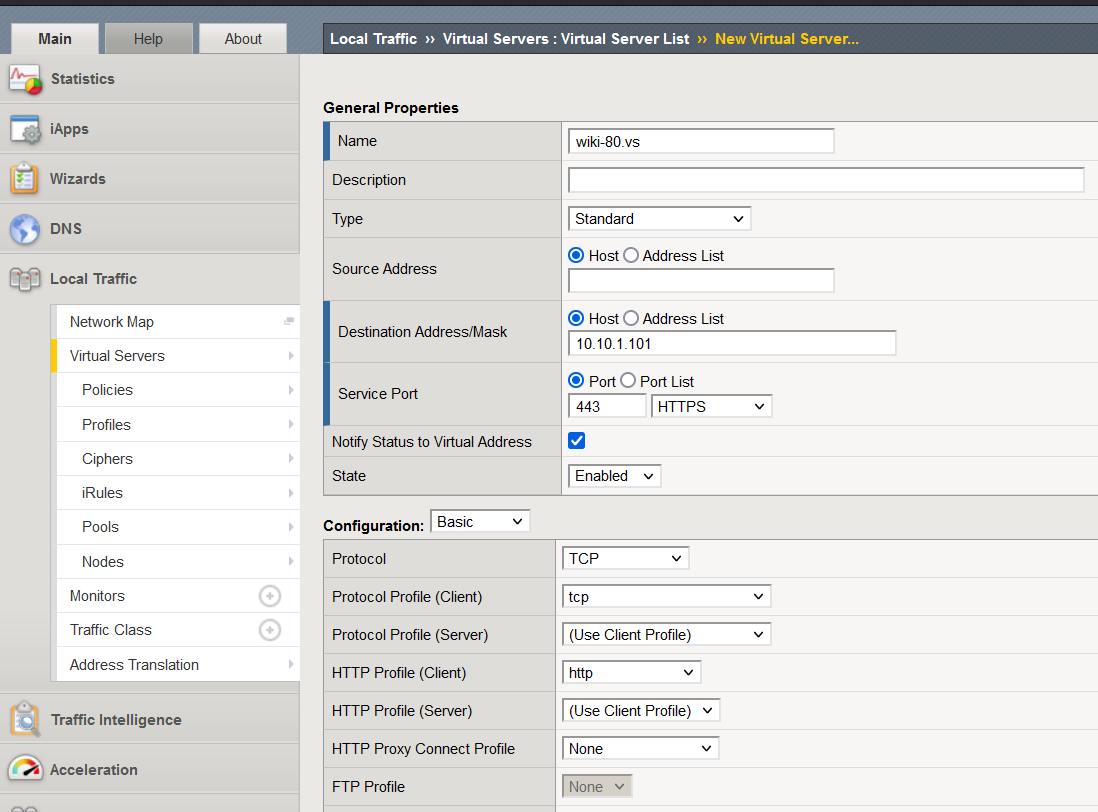 Main
Help
About
Local Traffic ›› Virtual Servers : Virtual Server List ›› New Virtual Server...
Statistics
iApps
Wizards
DNS
Local Traffic
Network Map
Virtual Servers
Policies
Profiles
Ciphers
iRules
Pools
Nodes
Monitors
Traffic Class
Address Translation
Traffic Intelligence
Acceleration
General Properties
Name wiki-80.vs
Description
Type Standard
Source Address Host Address List
Destination Address/Mask Host Address List
10.10.1.101
Service Port Port Port List
443 HTTPS
Notify Status to Virtual Address
State Enabled
Configuration: Basic
Protocol TCP
Protocol Profile (Client) tcp
Protocol Profile (Server) (Use Client Profile)
HTTP Profile (Client) http
HTTP Profile (Server) (Use Client Profile)
HTTP Proxy Connect Profile None
FTP Profile None